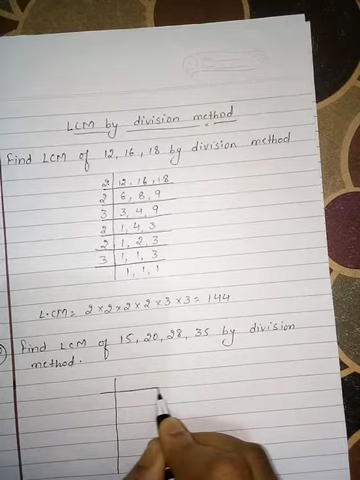 LCM by division method
Find LCM of 12, 16, 18 by division method
2 | 12, 16, 18
2 | 6, 8, 9
3 | 3, 4, 9
2 | 1, 4, 3
2 | 1, 2, 3
3 | 1, 1, 3
| 1, 1, 1
L.CM = 2 × 2 × 2 × 2 × 3 × 3 = 144
Find LCM of 15, 20, 28, 35 by division
method.